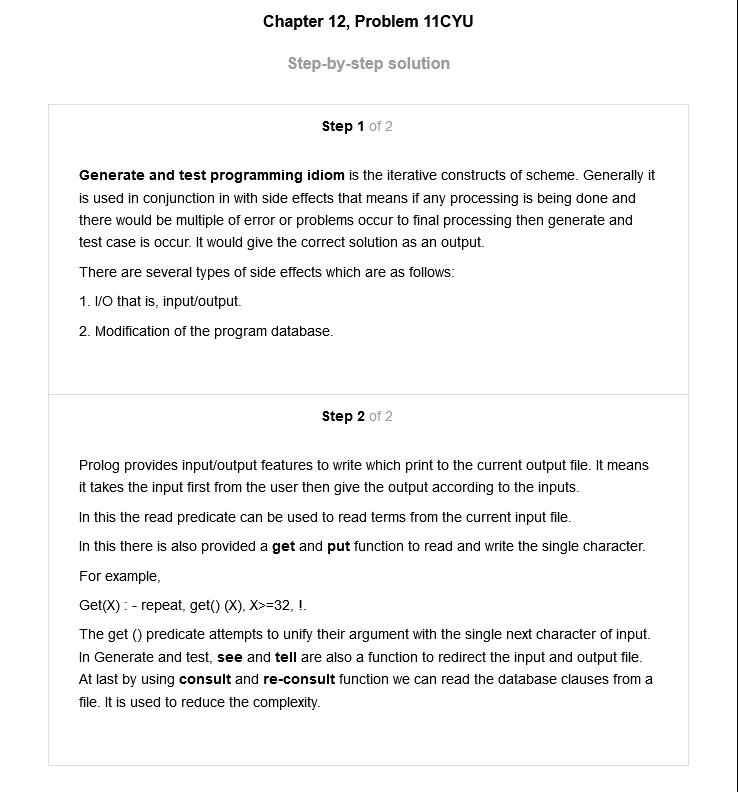 Chapter 12, Problem 11CYU
Step-by-step solution
Step 1 of 2
Generate and test programming idiom is the iterative constructs of scheme. Generally it
is used in conjunction in with side effects that means if any processing is being done and
there would be multiple of error or problems occur to final processing then generate and
test case is occur. It would give the correct solution as an output.
There are several types of side effects which are as follows:
1. I/O that is, input/output.
2. Modification of the program database.
Step 2 of 2
Prolog provides input/output features to write which print to the current output file. It means
it takes the input first from the user then give the output according to the inputs.
In this the read predicate can be used to read terms from the current input file.
In this there is also provided a get and put function to read and write the single character.
For example,
Get(X) : - repeat, get() (X), X>=32, !.
The get () predicate attempts to unify their argument with the single next character of input.
In Generate and test, see and tell are also a function to redirect the input and output file.
At last by using consult and re-consult function we can read the database clauses from a
file. It is used to reduce the complexity.